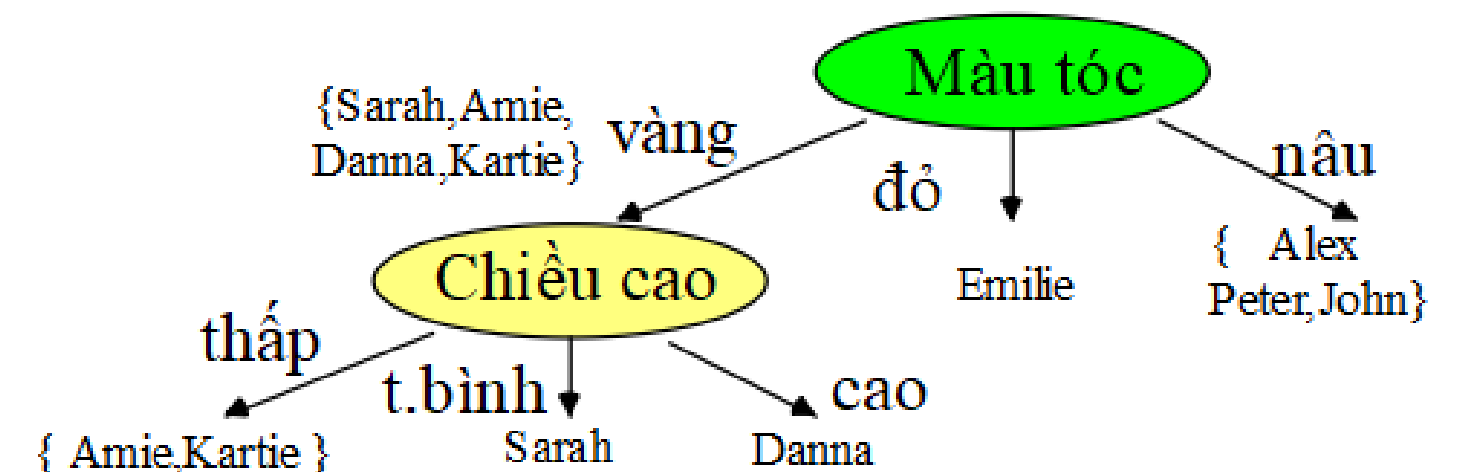 Màu tóc
{Sarah,Amie,
Danna,Kartie}
vàng
đỏ
nâu
Chiều cao
Emilie
{ Alex
Peter,John}
thấp
t.bình
cao
{ Amie,Kartie }
Sarah
Danna